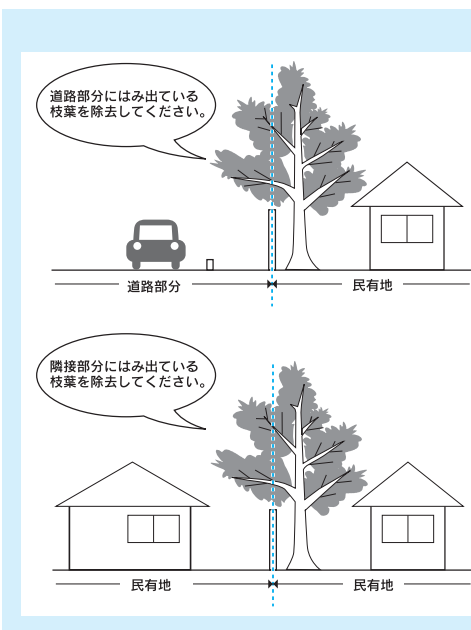 道路部分にはみ出ている
枝葉を除去してください。
道路部分
民有地
隣接部分にはみ出ている
枝葉を除去してください。
民有地
民有地